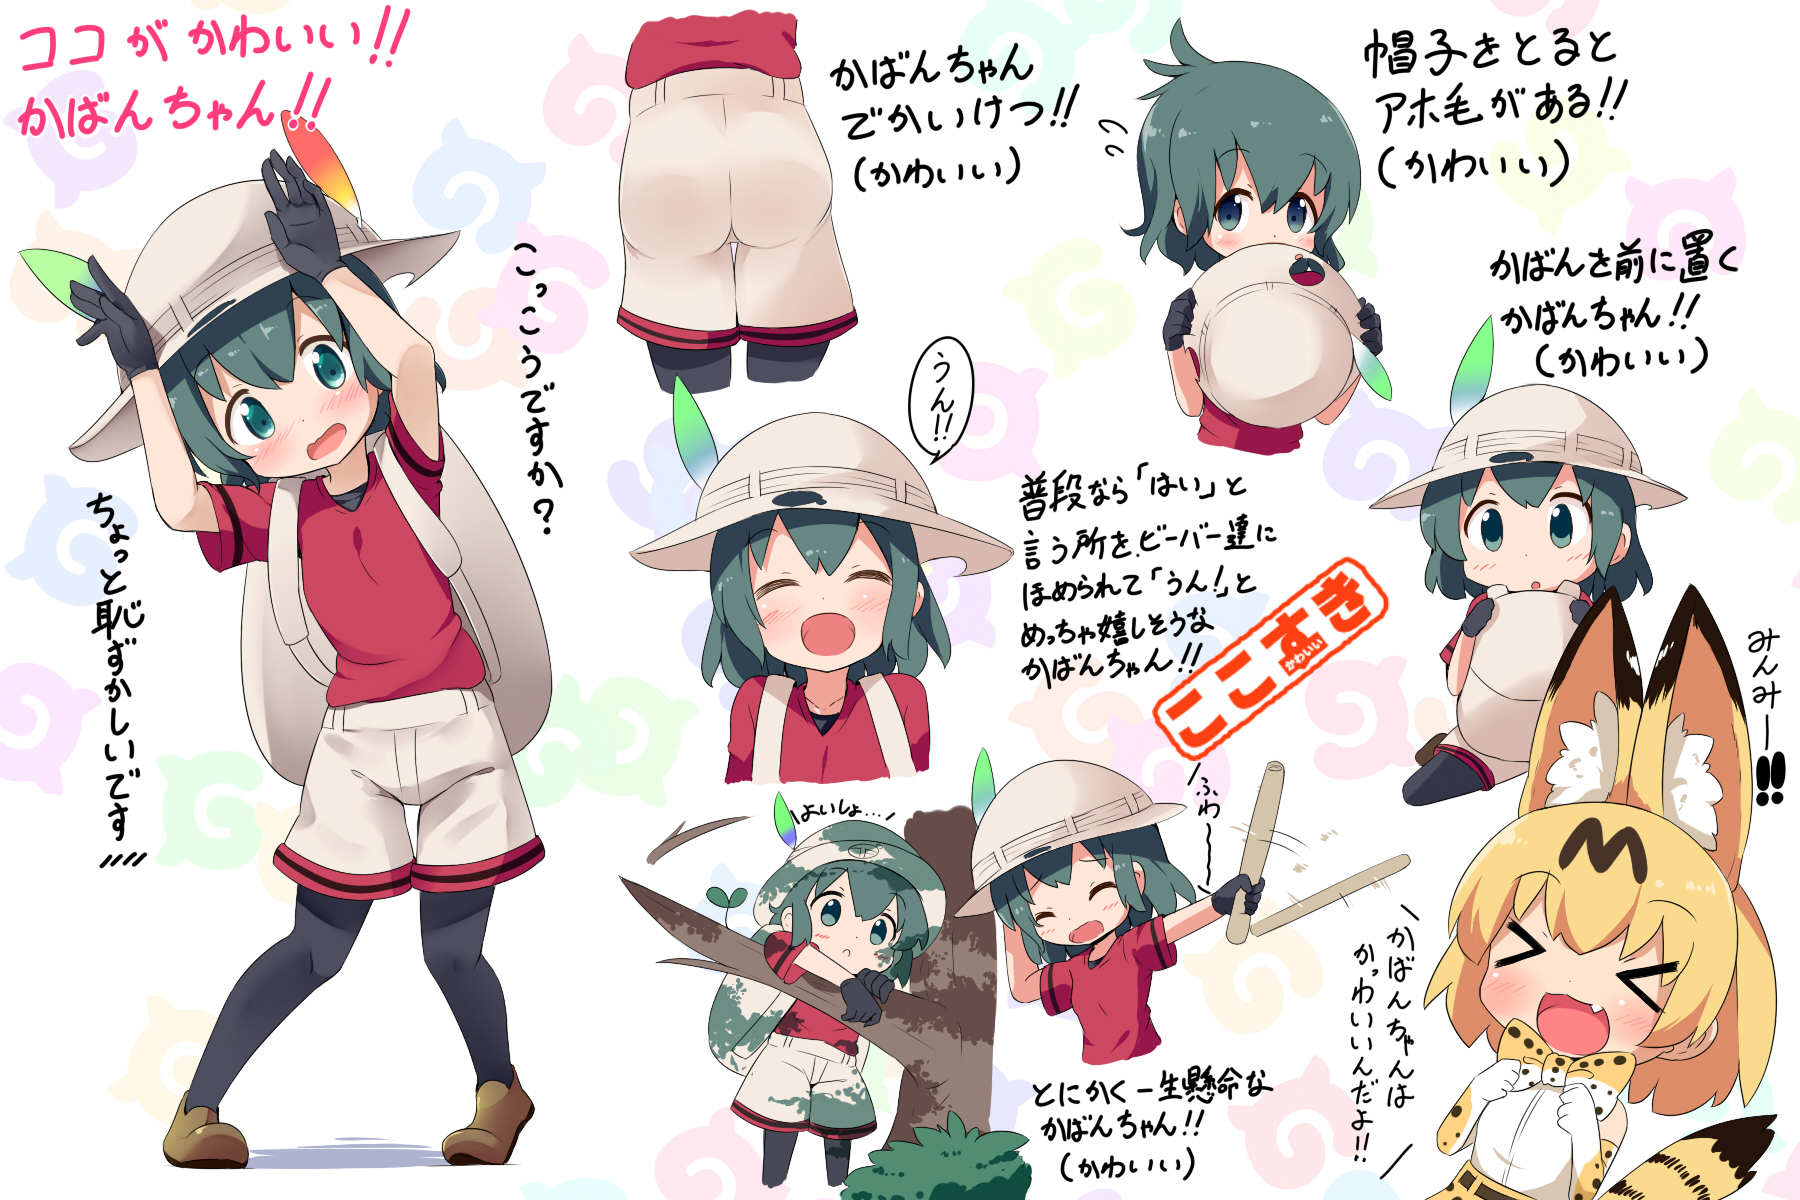 ココがかわいい!!
かばんちゃん!!
こっこうですか?
ちょっと恥ずかしいです
かばんちゃん
でかいけつ!!
(かわいい)
帽子をとると
アホ毛がある!!
(かわいい)
かばんを前に置く
かばんちゃん!!
(かわいい)
うん!!
普段なら「はい」と
言う所を、ビーバー達に
ほめられて「うん!」と
めっちゃ嬉しそうな
かばんちゃん!!
ここすき
かわいい
よいしょ…
ふわー
とにかく一生懸命な
かばんちゃん!!
(かわいい)
みんみー!!
かばんちゃんは
かっわいいんだよ!!